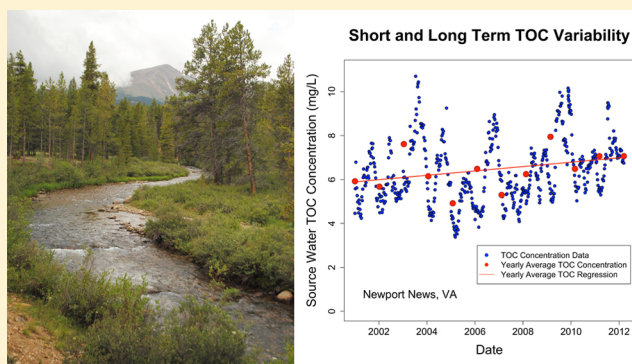 Short and Long Term TOC Variability
Source Water TOC Concentration (mg/L)
10
8
6
4
2
0
TOC Concentration Data
Yearly Average TOC Concentration
Yearly Average TOC Regression
Newport News, VA
2002 2004 2006 2008 2010 2012
Date